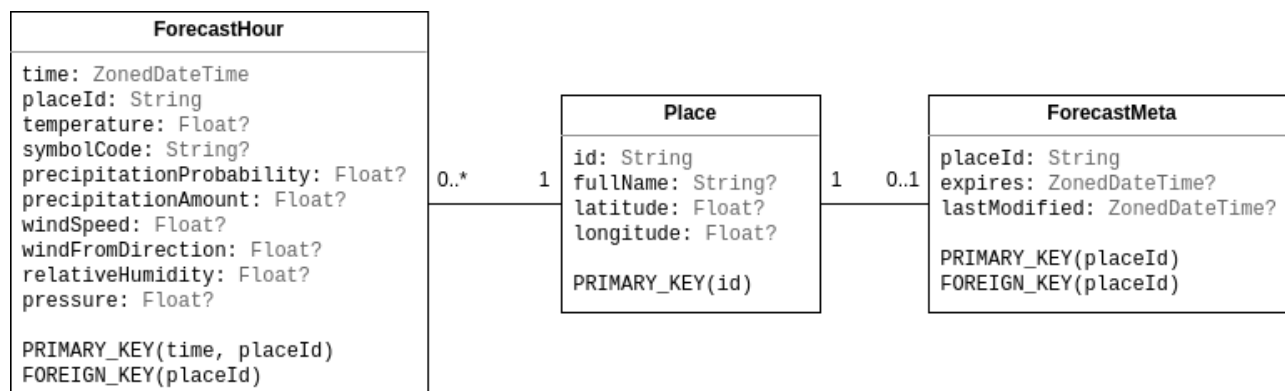 ForecastHour
time: ZonedDateTime
placeId: String
temperature: Float?
symbolCode: String?
precipitationProbability: Float?
precipitationAmount: Float?
windSpeed: Float?
windFromDirection: Float?
relativeHumidity: Float?
pressure: Float?
PRIMARY_KEY(time, placeId)
FOREIGN_KEY(placeId)
0..*
1
Place
id: String
fullName: String?
latitude: Float?
longitude: Float?
PRIMARY_KEY(id)
1
0..1
ForecastMeta
placeId: String
expires: ZonedDateTime?
lastModified: ZonedDateTime?
PRIMARY_KEY(placeId)
FOREIGN_KEY(placeId)